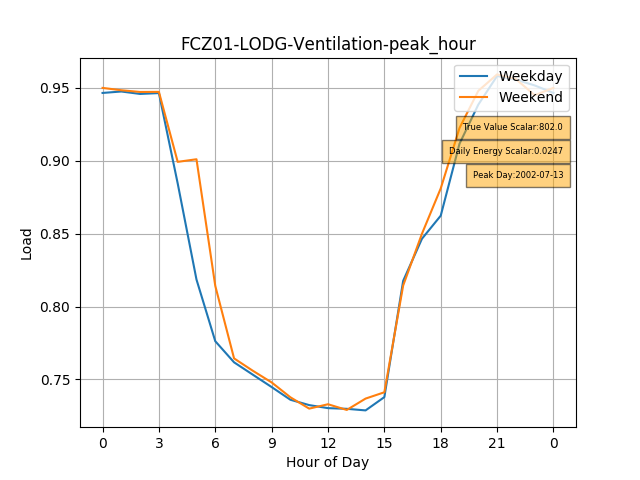 FCZ01-LODG-Ventilation-peak_hour
Weekday
Weekend
True Value Scalar:802.0
Daily Energy Scalar:0.0247
Peak Day:2002-07-13
Load
0.95
0.90
0.85
0.80
0.75
0 3 6 9 12 15 18 21 0
Hour of Day